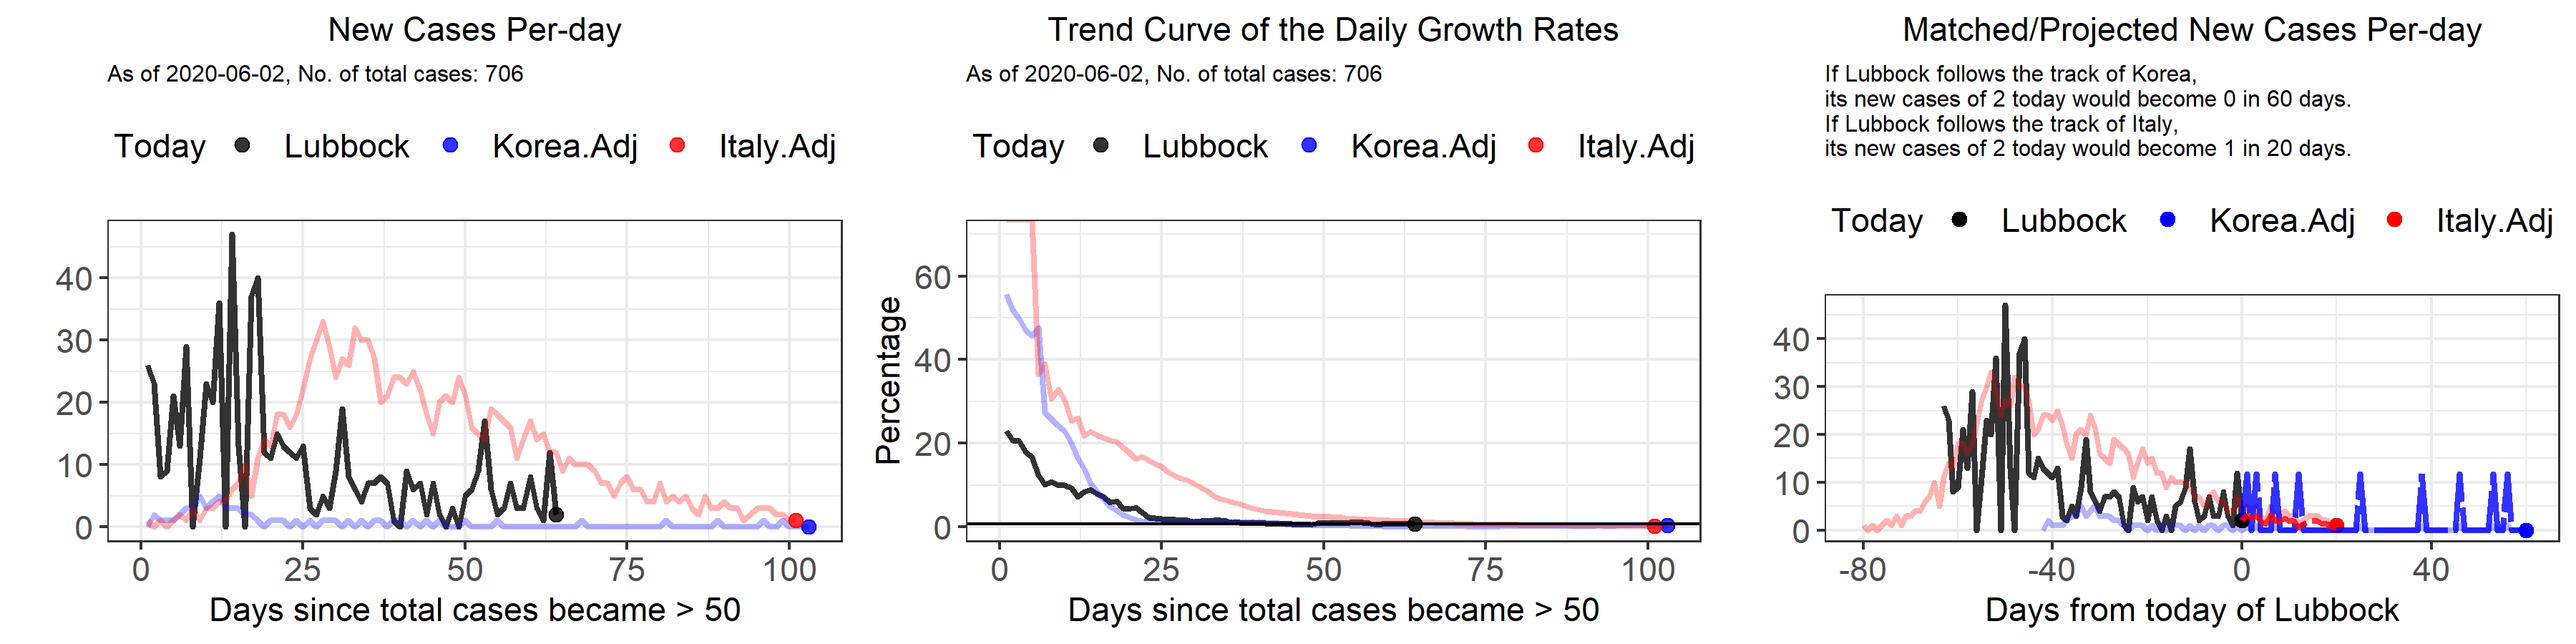 New Cases Per-day
As of 2020-06-02, No. of total cases: 706
Today Lubbock Korea.Adj Italy.Adj
40
30
20
10
0
0 25 50 75 100
Days since total cases became > 50
Trend Curve of the Daily Growth Rates
As of 2020-06-02, No. of total cases: 706
Today Lubbock Korea.Adj Italy.Adj
Percentage
60
40
20
0
0 25 50 75 100
Days since total cases became > 50
Matched/Projected New Cases Per-day
If Lubbock follows the track of Korea,
its new cases of 2 today would become 0 in 60 days.
If Lubbock follows the track of Italy,
its new cases of 2 today would become 1 in 20 days.
Today Lubbock Korea.Adj Italy.Adj
40
30
20
10
0
-80 -40 0 40
Days from today of Lubbock